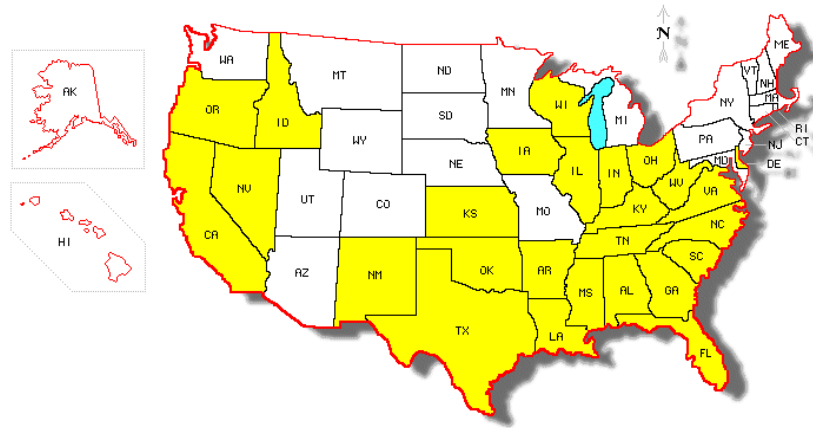 N
ME
WA
VT
NH
MT
ND
AK
MN
MA
OR
WI
NY
ID
SD
MI
WY
RI
PA
CT
NJ
IA
NE
OH
MD
DE
IN
IL
NV
WV
VA
UT
CO
KY
KS
MO
NC
CA
TN
HI
SC
AZ
OK
AR
NM
MS
AL
GA
TX
LA
FL